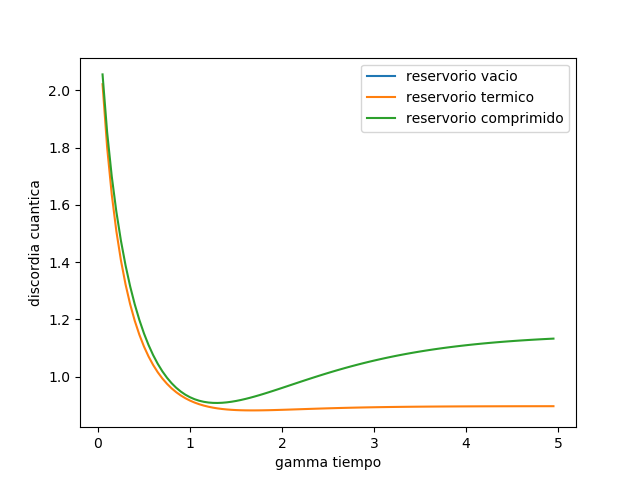 reservorio vacio
reservorio termico
reservorio comprimido
discordia cuantica
2.0
1.8
1.6
1.4
1.2
1.0
0 1 2 3 4 5
gamma tiempo